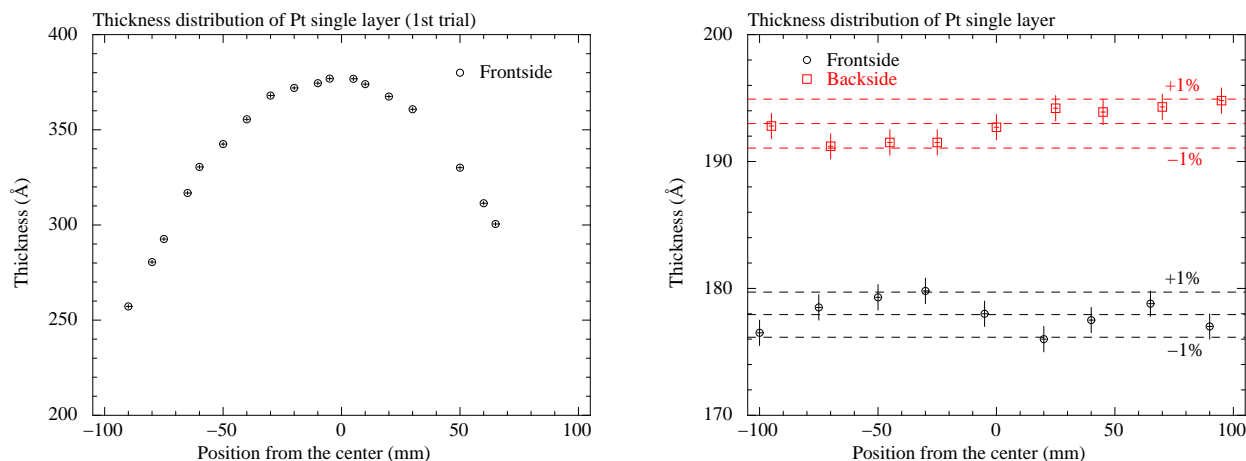 Thickness distribution of Pt single layer (1st trial)
400
350
300
250
200
Thickness (Å)
Frontside
−100
−50
0
50
100
Position from the center (mm)
Thickness distribution of Pt single layer
200
190
180
170
Thickness (Å)
Frontside
Backside
+1%
−1%
+1%
−1%
−100
−50
0
50
100
Position from the center (mm)